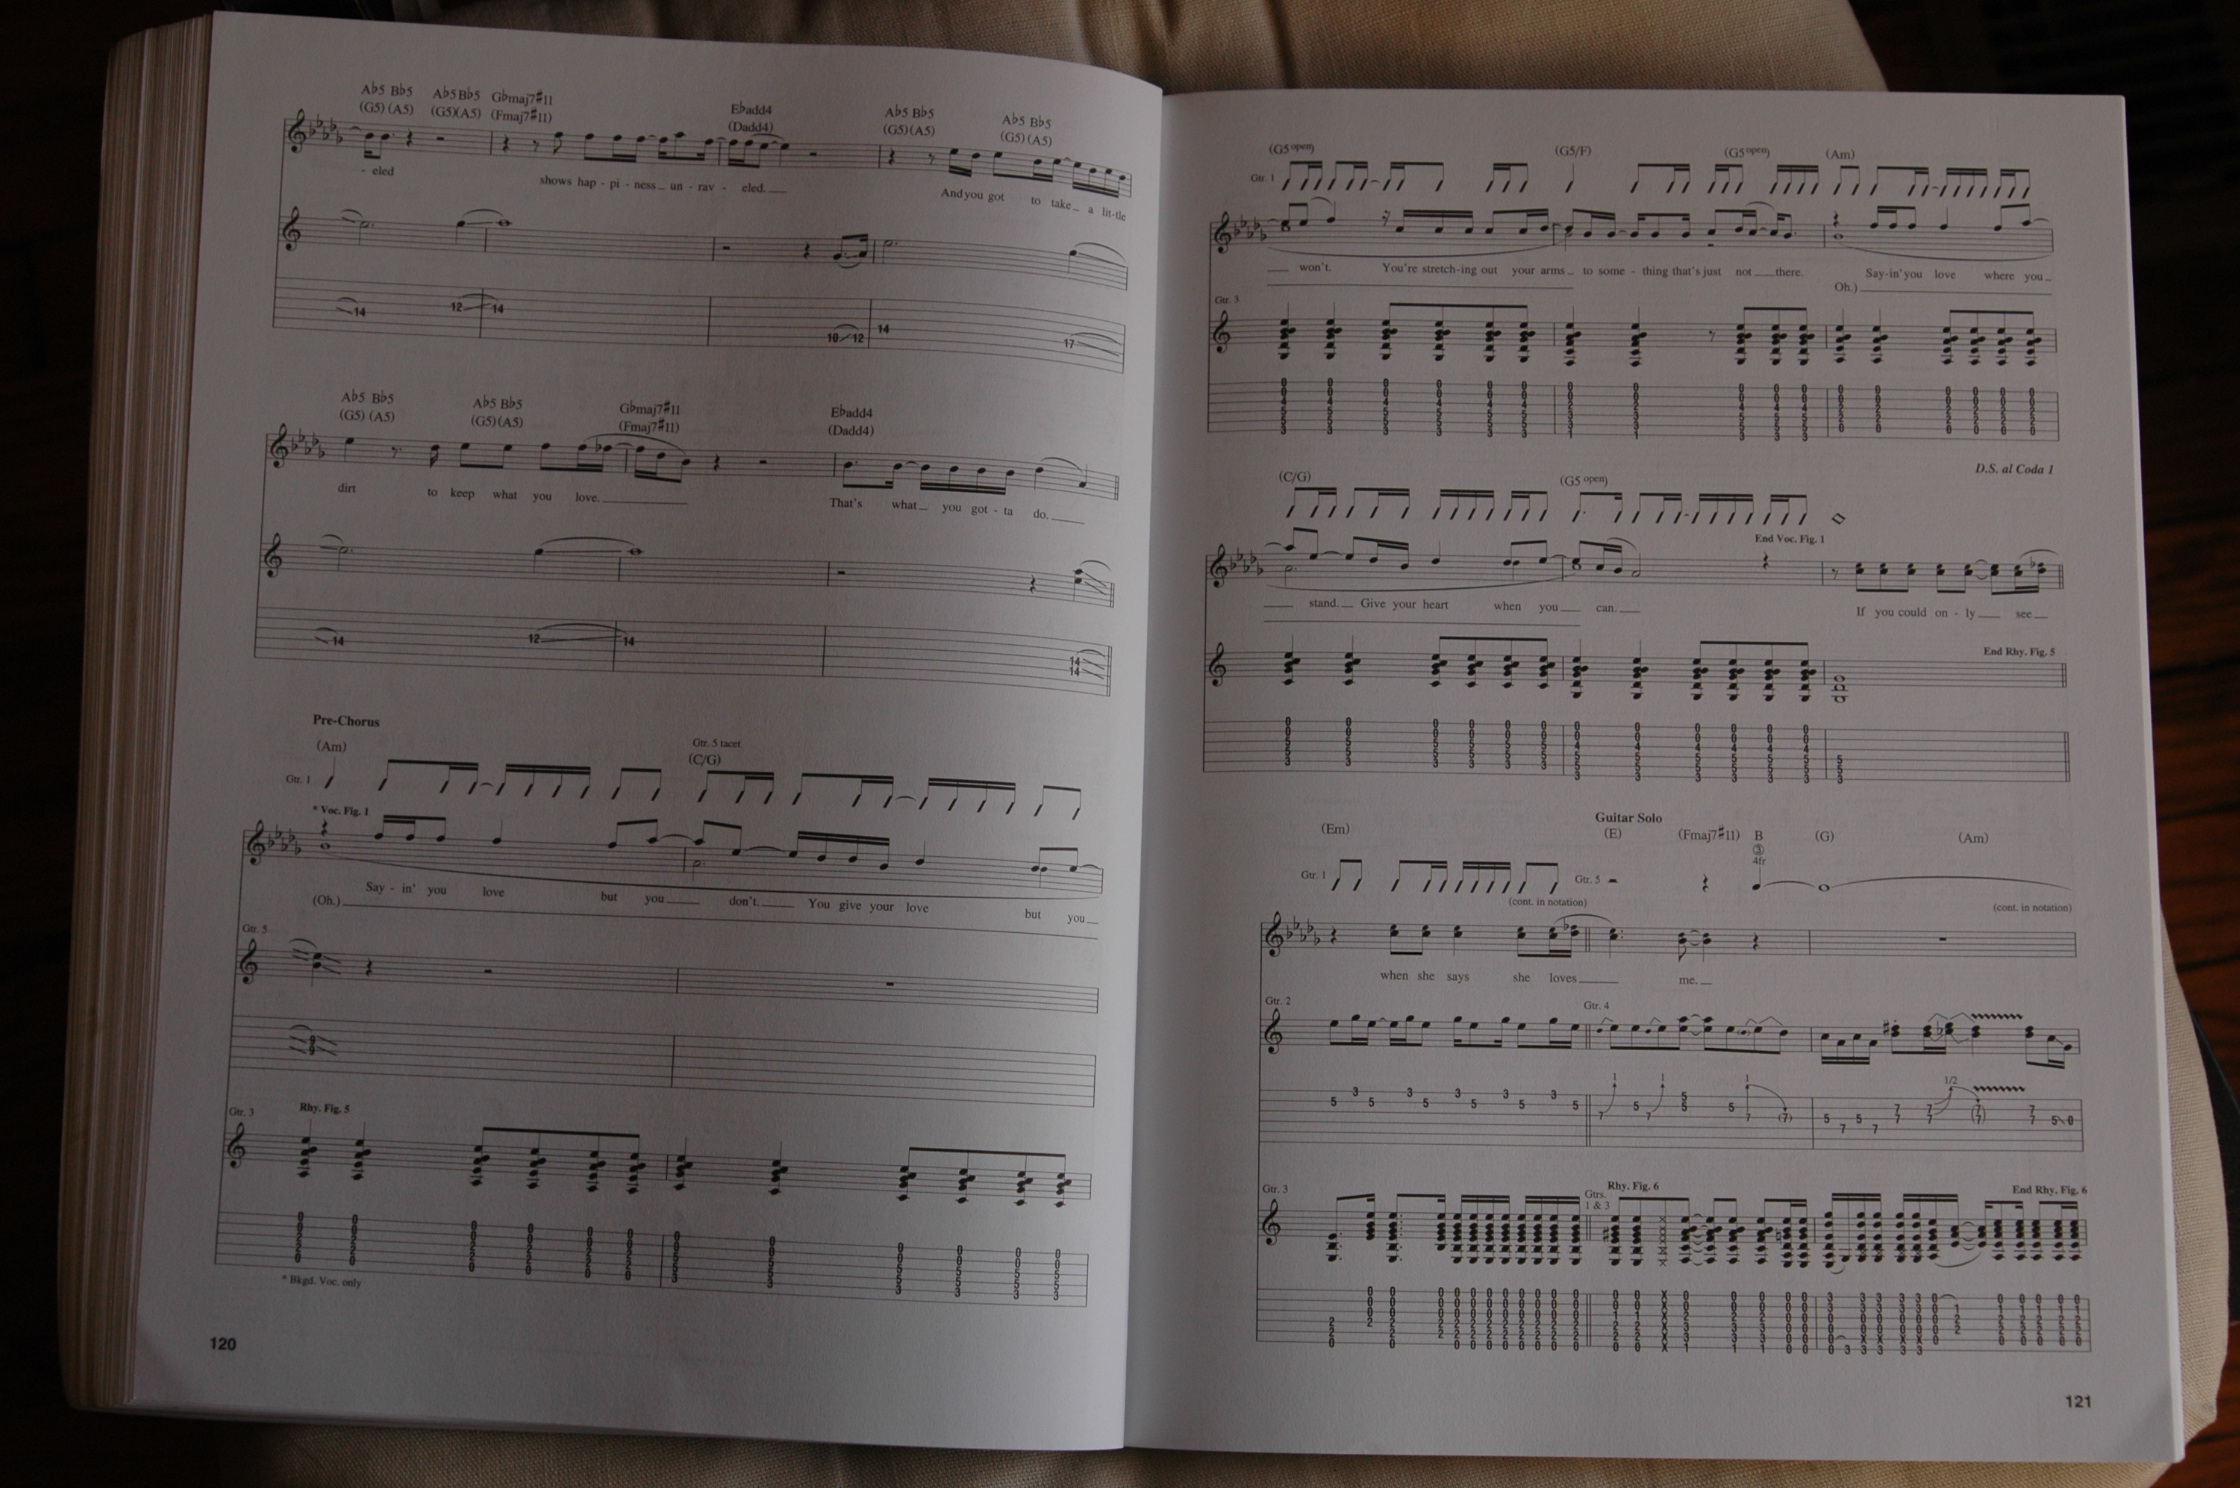 A♭5 B♭5 A♭5 B♭5 G♭maj7♯11 E♭add4 A♭5 B♭5 A♭5 B♭5
(G5) (A5) (G5)(A5) (Fmaj7♯11) (Dadd4) (G5)(A5) (G5)(A5)
- eled shows hap - pi - ness un - rav - eled. And you got to take a lit-tle
14 12 14 10 12 14 17
A♭5 B♭5 A♭5 B♭5 G♭maj7♯11 E♭add4
(G5) (A5) (G5)(A5) (Fmaj7♯11) (Dadd4)
dirt to keep what you love. That's what you got - ta do.
14 12 14 14
14
Pre-Chorus
(Am) Gtr. 5 tacet
(C/G)
Gtr. 1
* Voc. Fig. 1
Say - in' you love but you don't. You give your love but you
(Oh.)
Gtr. 5
Gtr. 3 Rhy. Fig. 5
* Bkgd. Voc. only
120
(G5 open) (G5/F) (G5 open) (Am)
Gtr. 1
won't. You're stretch-ing out your arms to some - thing that's just not there. Say-in' you love where you
Oh.)
Gtr. 3
D.S. al Coda 1
(C/G) (G5 open)
End Voc. Fig. 1
stand. Give your heart when you can. If you could on - ly see
End Rhy. Fig. 5
Guitar Solo
(Em) (E) (Fmaj7♯11) B (G) (Am)
③
4fr
Gtr. 1 Gtr. 5
(cont. in notation) (cont. in notation)
when she says she loves me.
Gtr. 2 Gtr. 4
1 1 1 1/2
Gtr. 3 Gtrs. 1 & 3 Rhy. Fig. 6 End Rhy. Fig. 6
121